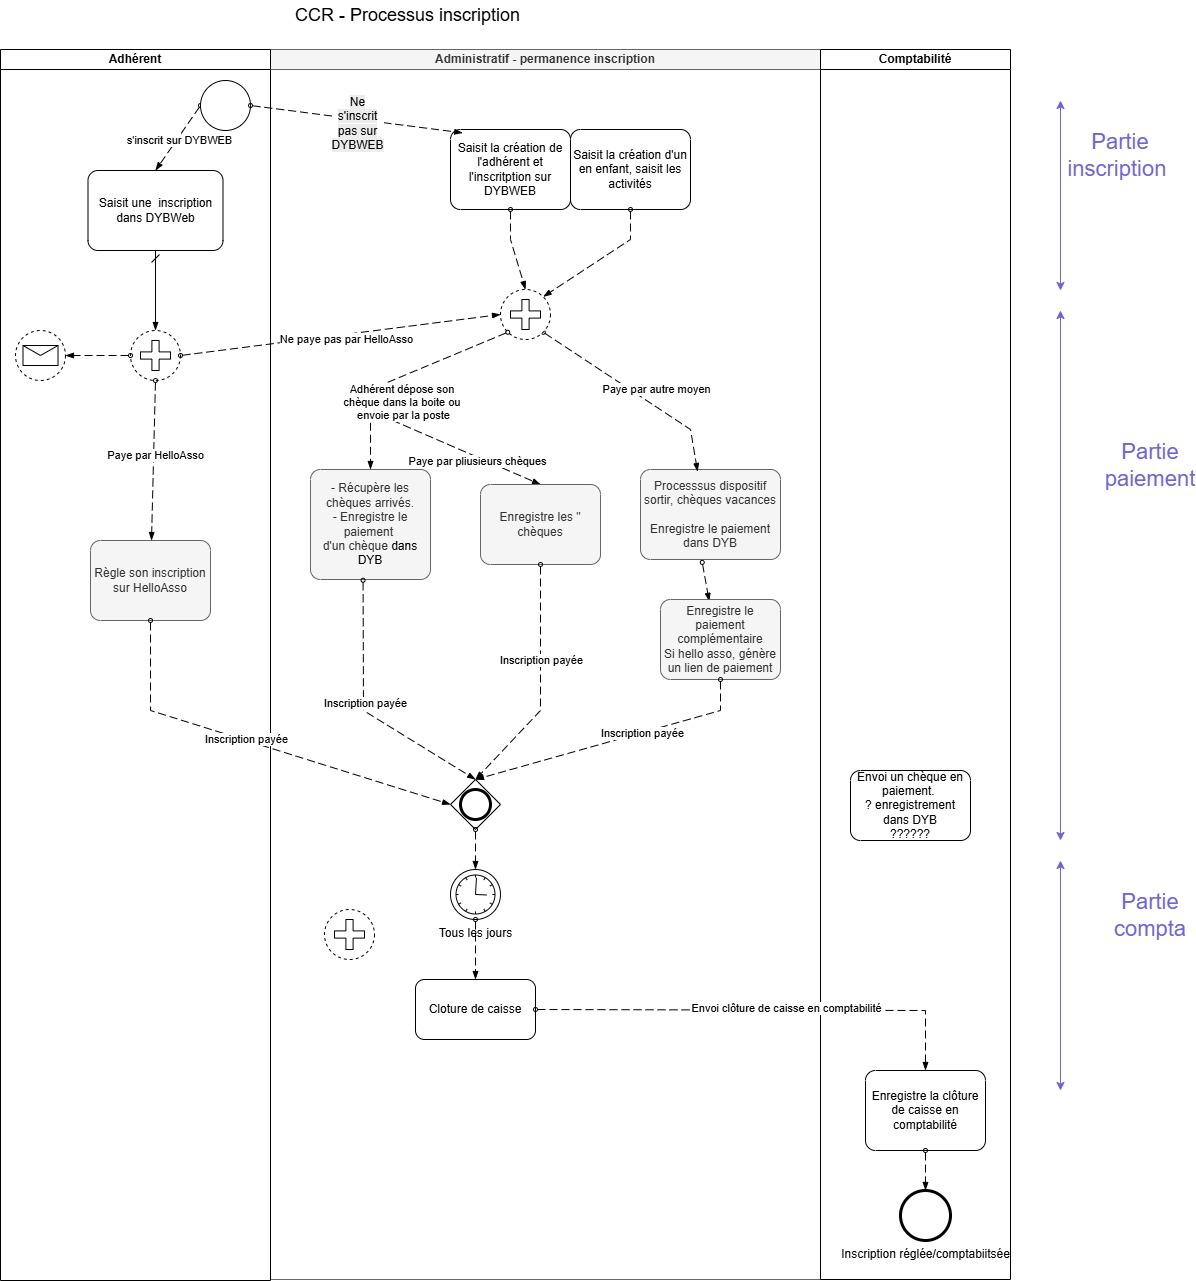 CCR - Processus inscription
Adhérent
Administratif - permanence inscription
Comptabilité
s'inscrit sur DYBWEB
Ne
s'inscrit
pas sur
DYBWEB
Saisit la création de
l'adhérent et
l'inscritption sur
DYBWEB
Saisit la création d'un
en enfant, saisit les
activités
Partie
inscription
Saisit une  inscription
dans DYBWeb
Ne paye pas par HelloAsso
Adhérent dépose son
chèque dans la boite ou
envoie par la poste
Paye par autre moyen
Paye par HelloAsso
Paye par pliusieurs chèques
Partie
paiement
- Récupère les
chèques arrivés.
- Enregistre le
paiement
d'un chèque dans
DYB
Enregistre les "
chèques
Processsus dispositif
sortir, chèques vacances
Enregistre le paiement
dans DYB
Règle son inscription
sur HelloAsso
Enregistre le
paiement
complémentaire
Si hello asso, génère
un lien de paiement
Inscription payée
Inscription payée
Inscription payée
Inscription payée
Envoi un chèque en
paiement.
? enregistrement
dans DYB
??????
Partie
compta
Tous les jours
Cloture de caisse
Envoi clôture de caisse en comptabilité
Enregistre la clôture
de caisse en
comptabilité
Inscription réglée/comptabiitsée